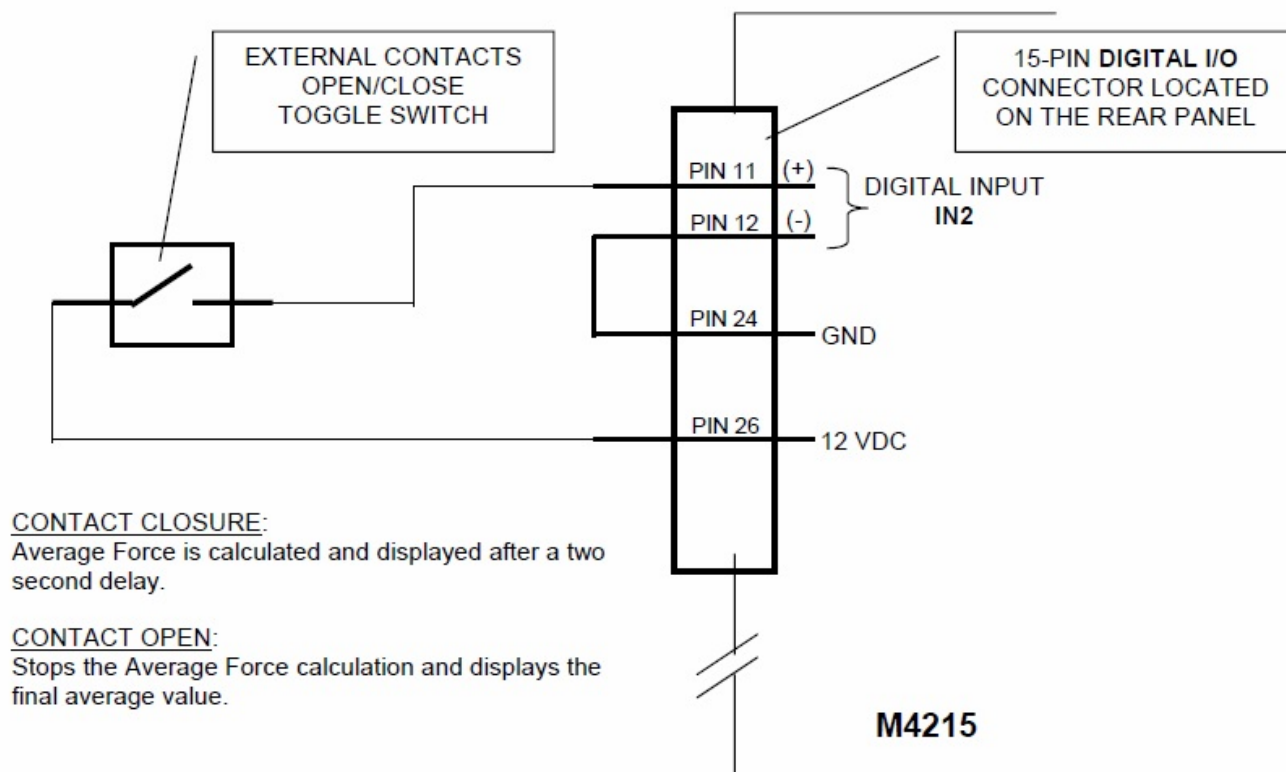 EXTERNAL CONTACTS
OPEN/CLOSE
TOGGLE SWITCH
15-PIN DIGITAL I/O
CONNECTOR LOCATED
ON THE REAR PANEL
PIN 11 (+)
PIN 12 (-)
DIGITAL INPUT
IN2
PIN 24 GND
PIN 26 12 VDC
CONTACT CLOSURE:
Average Force is calculated and displayed after a two
second delay.
CONTACT OPEN:
Stops the Average Force calculation and displays the
final average value.
M4215